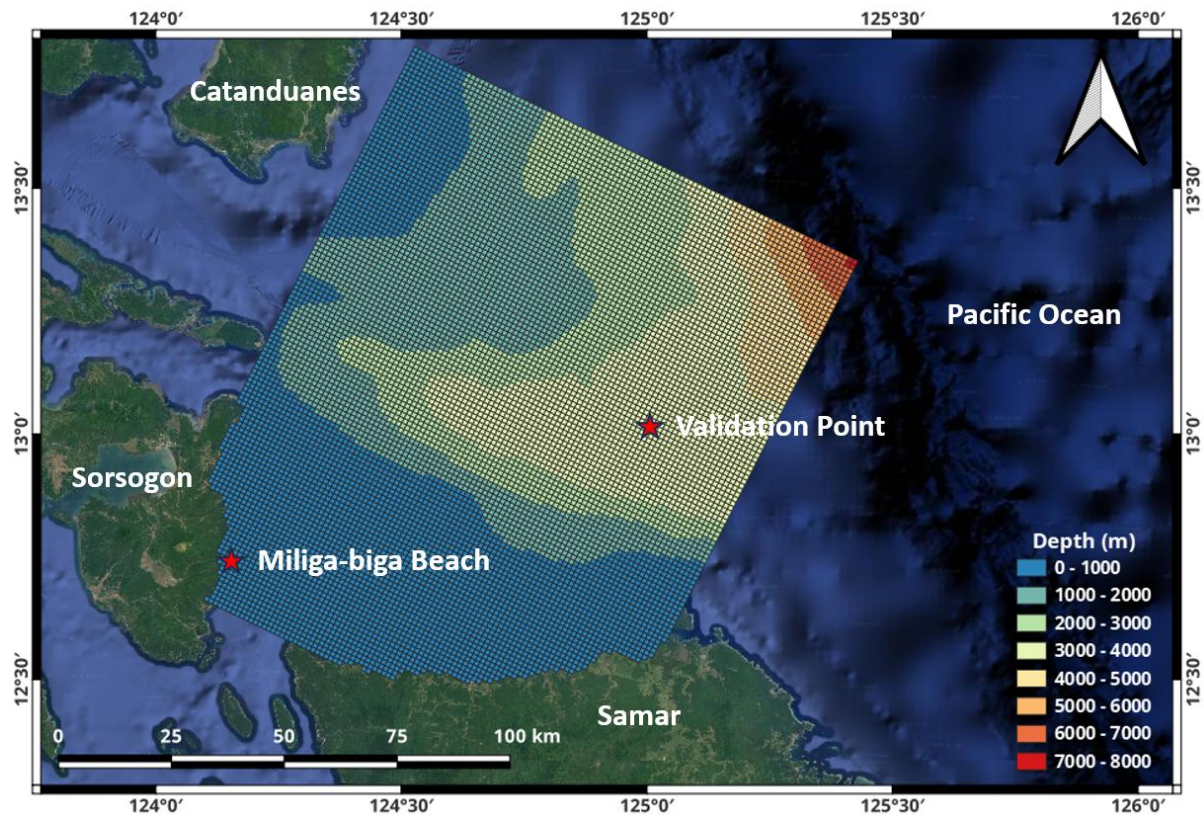 124°0′ 124°30′ 125°0′ 125°30′ 126°0′
Catanduanes
13°30′ 13°30′
Pacific Ocean
Validation Point
13°0′ 13°0′
Sorsogon
Miliga-biga Beach
Depth (m)
0 - 1000
1000 - 2000
2000 - 3000
3000 - 4000
4000 - 5000
5000 - 6000
6000 - 7000
7000 - 8000
12°30′ 12°30′
Samar
0 25 50 75 100 km
124°0′ 124°30′ 125°0′ 125°30′ 126°0′